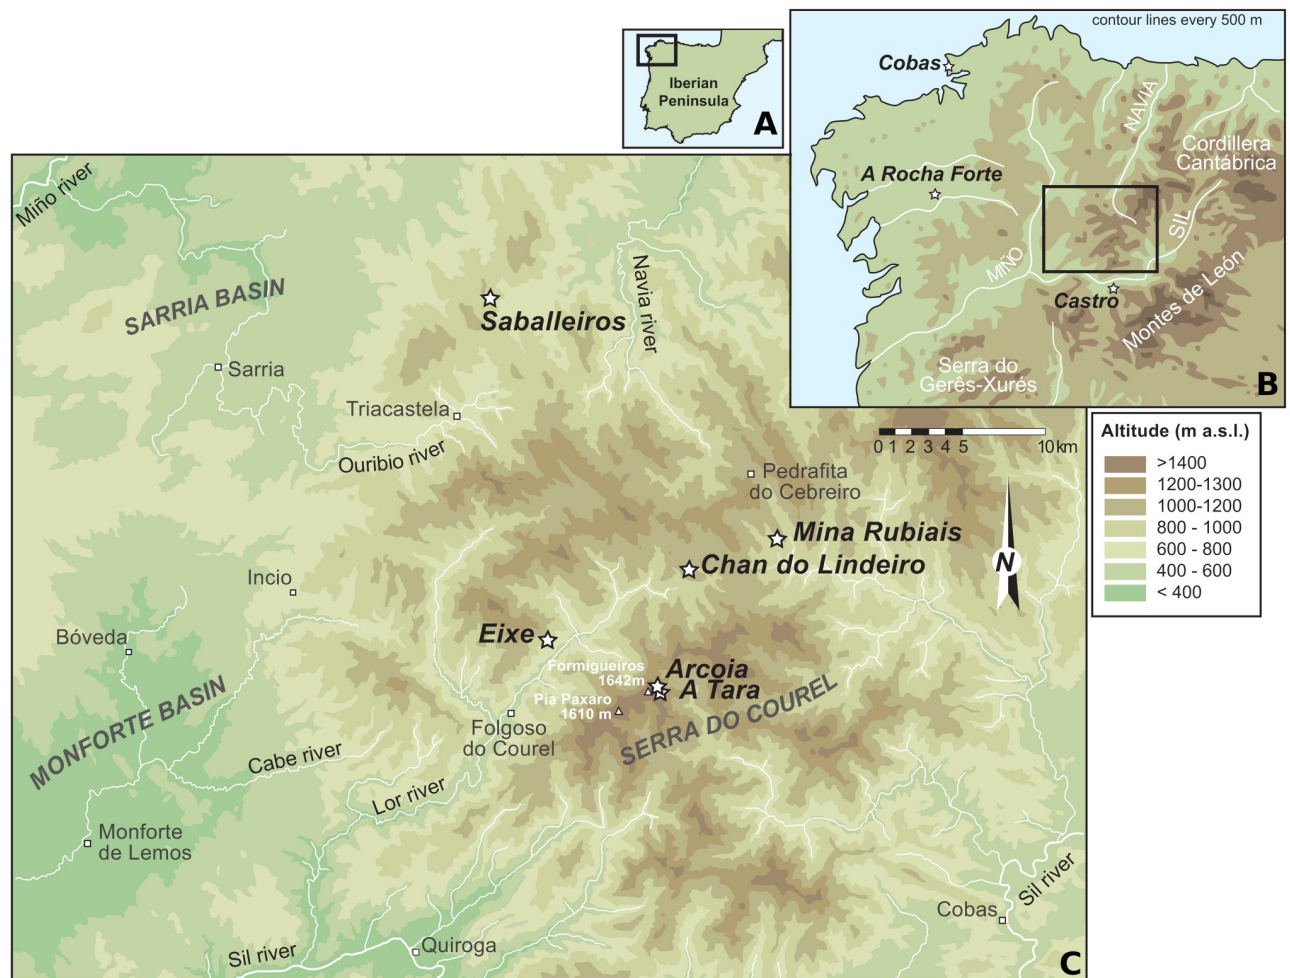 Iberian
Peninsula
A
contour lines every 500 m
Cobas
NAVIA
Cordillera
Cantábrica
A Rocha Forte
SIL
MIÑO
Castro
Montes de León
Serra do
Gerês-Xurés
B
Miño river
SARRIA BASIN
Saballeiros
Navia river
Sarria
Triacastela
Ouribio river
0 1 2 3 4 5 10 km
Pedrafita
do Cebreiro
Mina Rubiais
Chan do Lindeiro
N
Incio
Eixe
Bóveda
Formigueiros
1642m
Arcoia
A Tara
Pia Paxaro
1610 m
SERRA DO COUREL
MONFORTE BASIN
Folgoso
do Courel
Cabe river
Lor river
Monforte
de Lemos
Sil river
Cobas
Quiroga
Sil river
C
Altitude (m a.s.l.)
>1400
1200-1300
1000-1200
800 - 1000
600 - 800
400 - 600
< 400